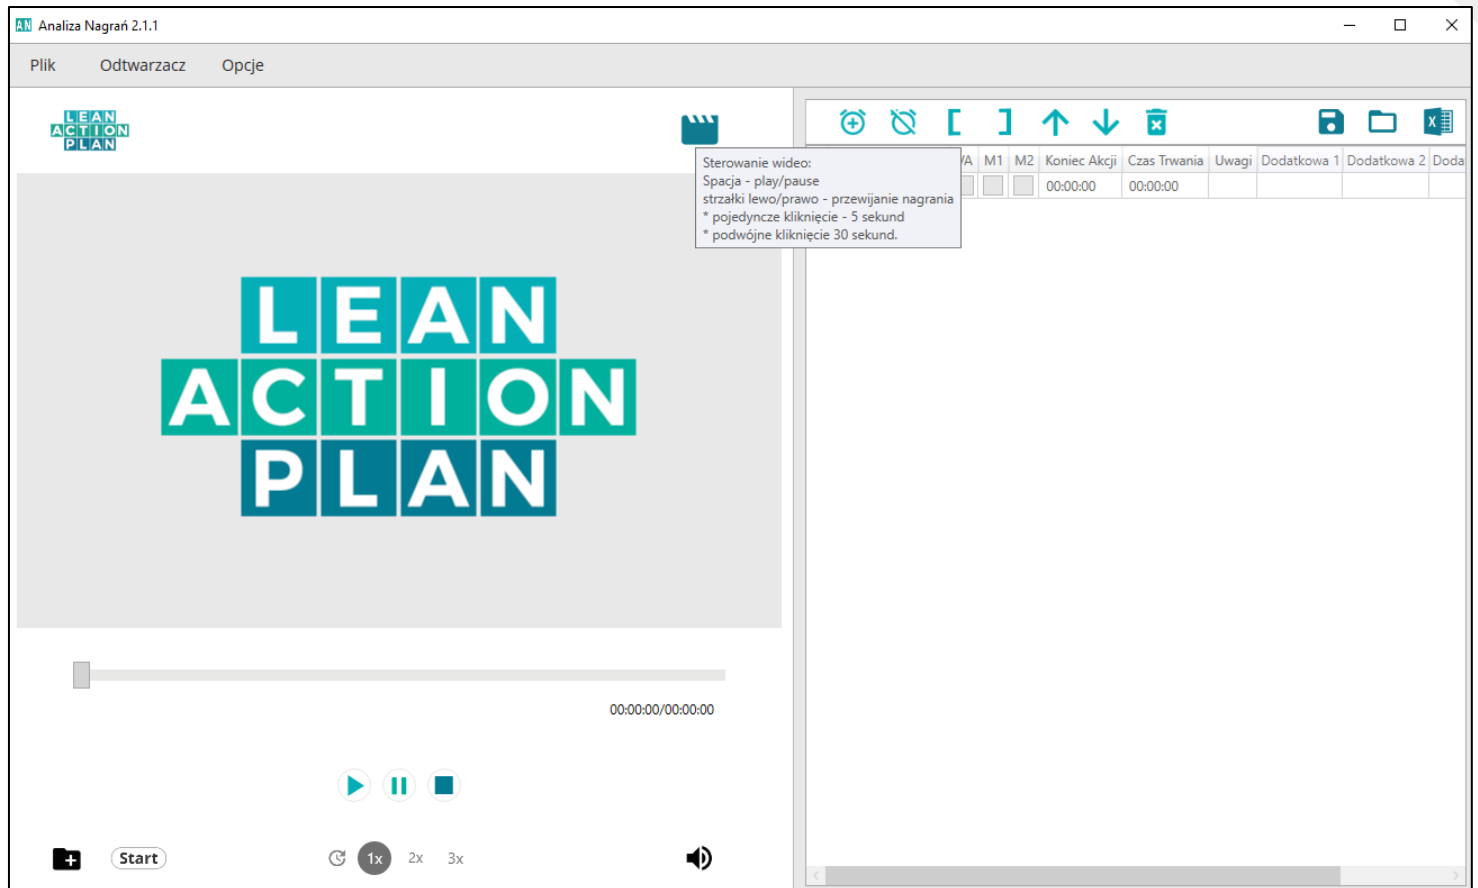 AN Analiza Nagrań 2.1.1
Plik Odtwarzacz Opcje
LEAN
ACTION
PLAN
Sterowanie wideo:
Spacja - play/pause
strzałki lewo/prawo - przewijanie nagrania
* pojedyncze kliknięcie - 5 sekund
* podwójne kliknięcie 30 sekund.
LEAN
ACTION
PLAN
00:00:00/00:00:00
Start 1x 2x 3x
X
M1 M2 Koniec Akcji Czas Trwania Uwagi Dodatkowa 1 Dodatkowa 2 Doda
00:00:00 00:00:00